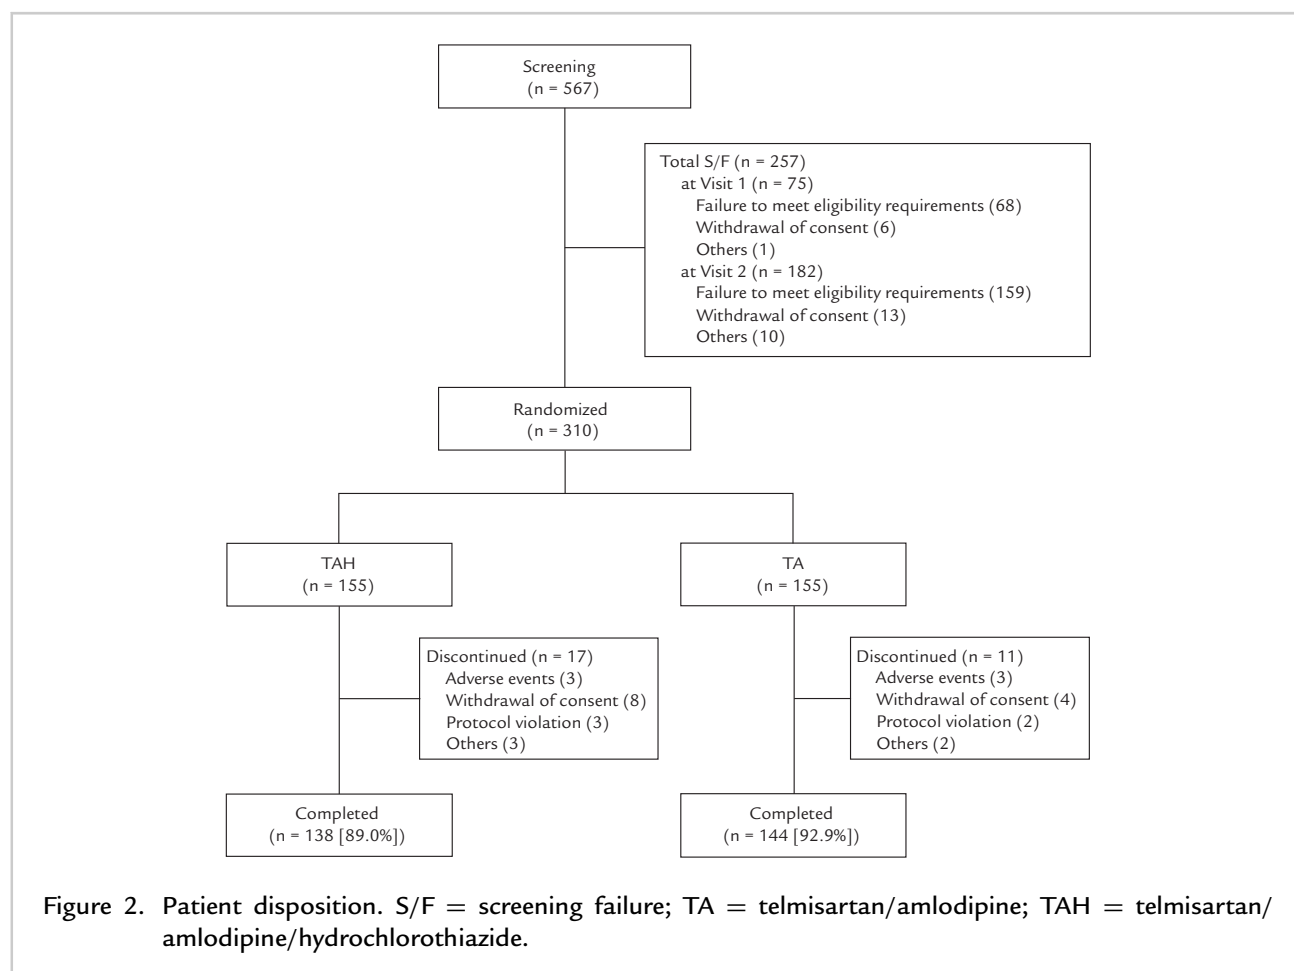 Screening
(n = 567)
Total S/F (n = 257)
at Visit 1 (n = 75)
Failure to meet eligibility requirements (68)
Withdrawal of consent (6)
Others (1)
at Visit 2 (n = 182)
Failure to meet eligibility requirements (159)
Withdrawal of consent (13)
Others (10)
Randomized
(n = 310)
TAH
(n = 155)
TA
(n = 155)
Discontinued (n = 17)
Adverse events (3)
Withdrawal of consent (8)
Protocol violation (3)
Others (3)
Discontinued (n = 11)
Adverse events (3)
Withdrawal of consent (4)
Protocol violation (2)
Others (2)
Completed
(n = 138 [89.0%])
Completed
(n = 144 [92.9%])
Figure 2. Patient disposition. S/F = screening failure; TA = telmisartan/amlodipine; TAH = telmisartan/
amlodipine/hydrochlorothiazide.